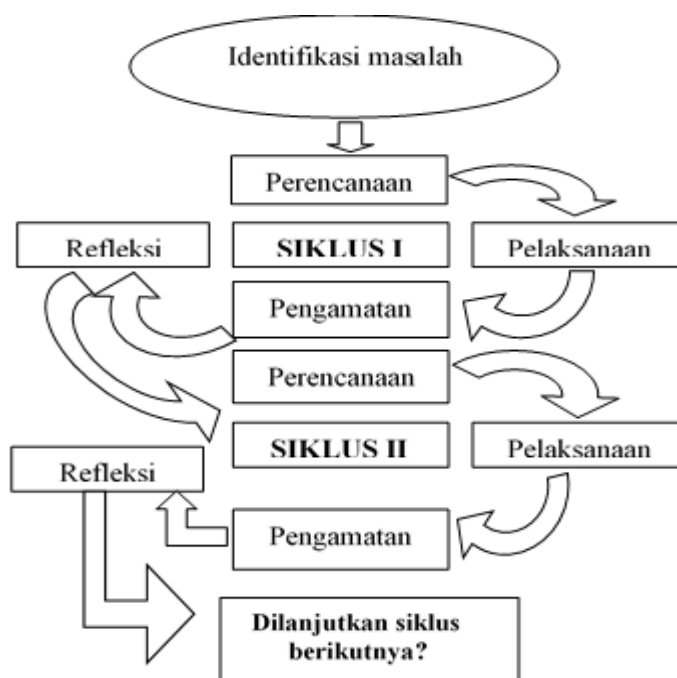 Identifikasi masalah
Perencanaan
Refleksi
SIKLUS I
Pelaksanaan
Pengamatan
Perencanaan
Refleksi
SIKLUS II
Pelaksanaan
Pengamatan
Dilanjutkan siklus
berikutnya?